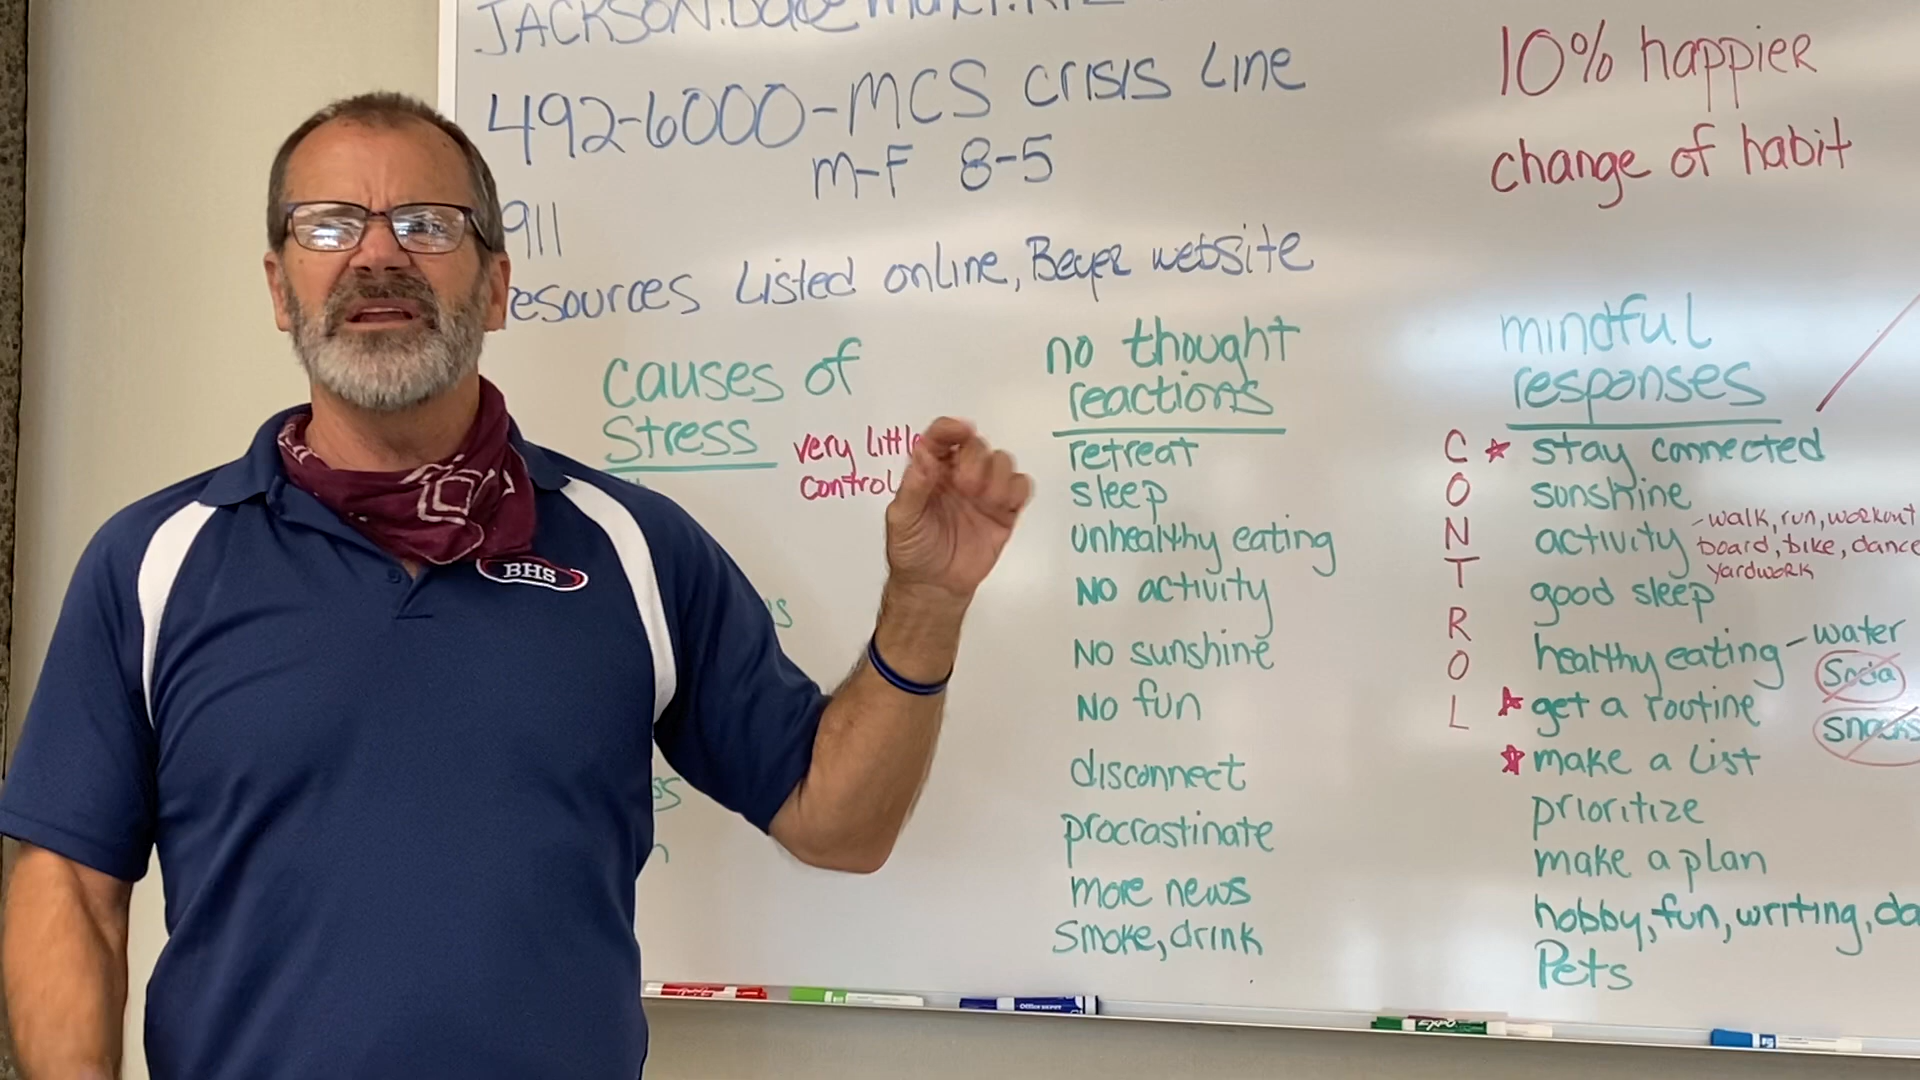 492-6000-MCS CRISIS Line
M-F 8-5
911
resources Listed online, Beyer website
10% happier
change of habit
causes of
Stress
very little
control
no thought
reactions
retreat
sleep
unhealthy eating
NO activity
NO sunshine
NO fun
disconnect
procrastinate
more news
Smoke, drink
mindful
responses
CONTROL
stay connected
sunshine
activity - walk, run, workout
board, bike, dance
yardwork
good sleep
healthy eating - water
Soda
snacks
get a routine
make a list
prioritize
make a plan
hobby, fun, writing, da
Pets
BHS
Office DEPOT